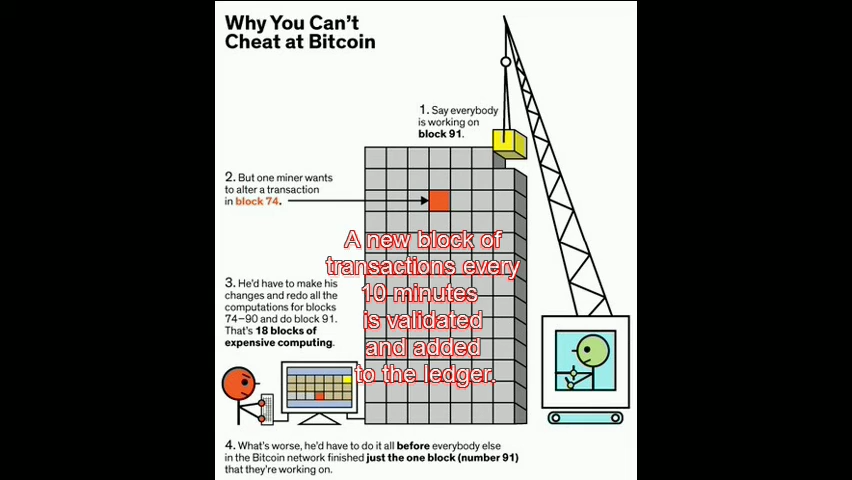 Why You Can't
Cheat at Bitcoin
1. Say everybody
is working on
block 91.
2. But one miner wants
to alter a transaction
in block 74.
A new block of
transactions every
10 minutes
is validated
and added
to the ledger.
3. He'd have to make his
changes and redo all the
computations for blocks
74–90 and do block 91.
That's 18 blocks of
expensive computing.
4. What's worse, he'd have to do it all before everybody else
in the Bitcoin network finished just the one block (number 91)
that they're working on.